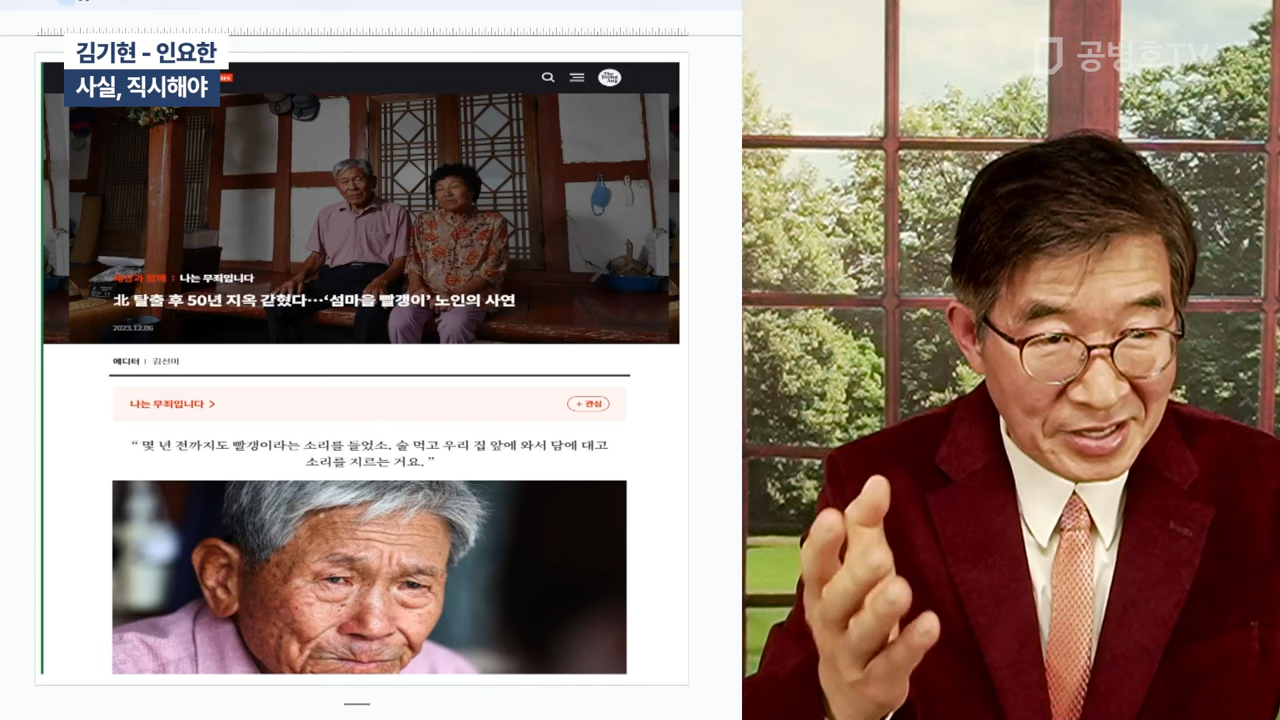 김기현 - 인요한
사실, 직시해야
공병호TV
The JoongAng
나는 무죄입니다
北 탈출 후 50년 지옥 갇혔다…‘섬마을 빨갱이’ 노인의 사연
2023.12.06
에디터 | 김선미
나는 무죄입니다 >
+ 관심
“ 몇 년 전까지도 빨갱이라는 소리를 들었소. 술 먹고 우리 집 앞에 와서 담에 대고
소리를 지르는 거요. ”